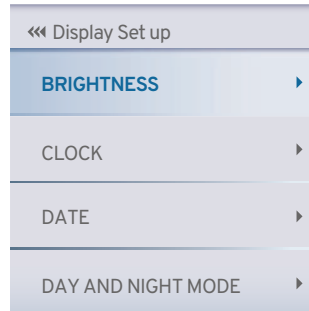 Display Set up
BRIGHTNESS
CLOCK
DATE
DAY AND NIGHT MODE